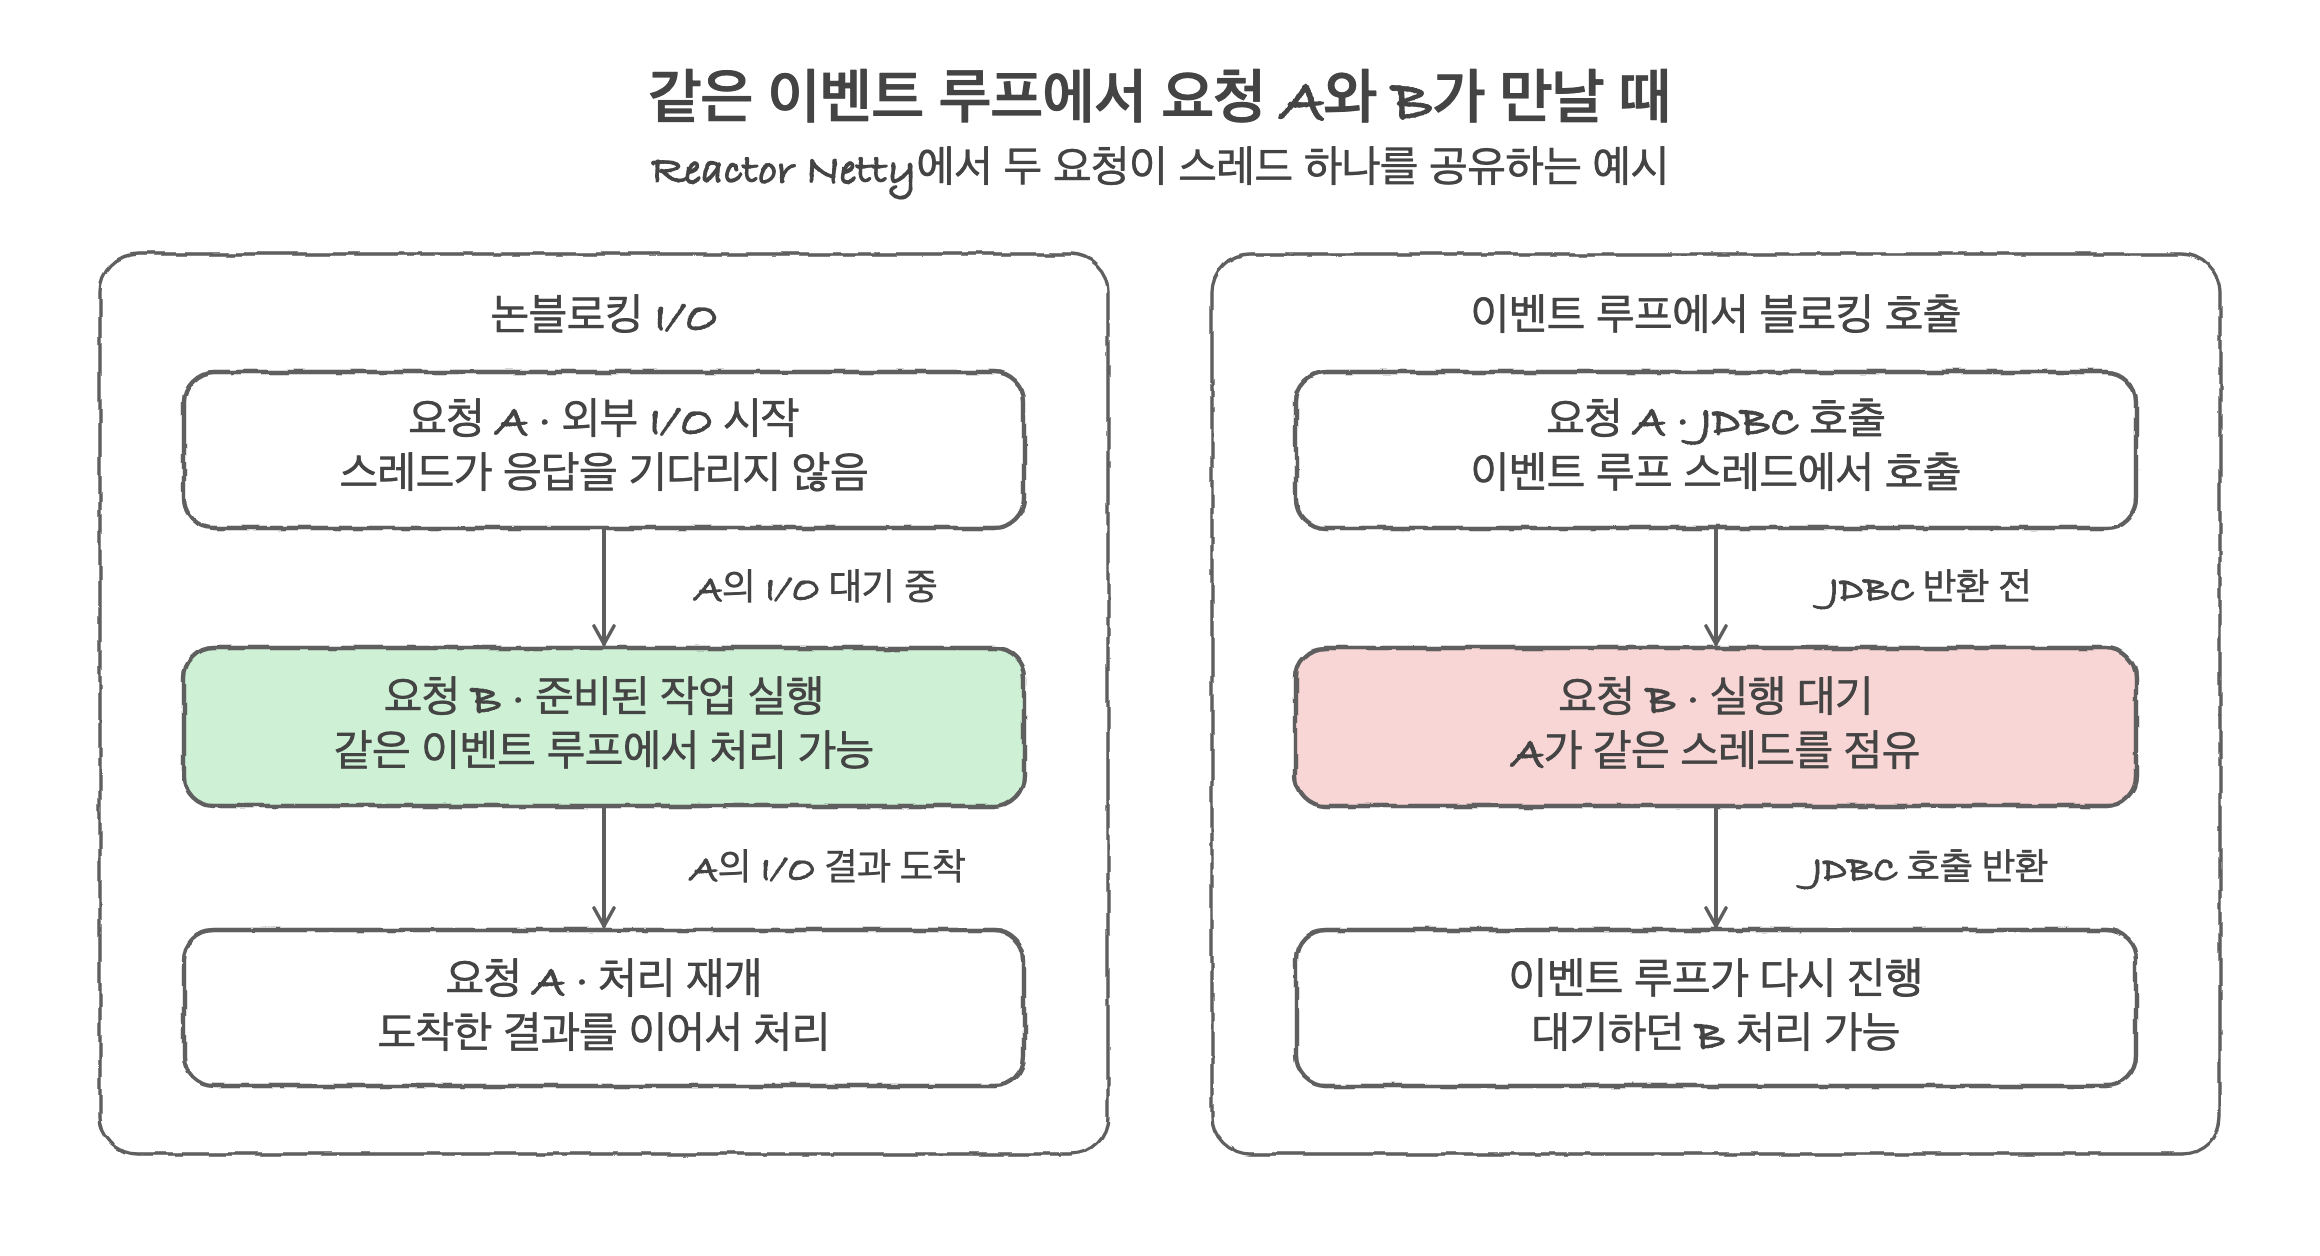 같은 이벤트 루프에서 요청 A와 B가 만날 때
Reactor Netty에서 두 요청이 스레드 하나를 공유하는 예시
논블로킹 I/O
요청 A · 외부 I/O 시작
스레드가 응답을 기다리지 않음
A의 I/O 대기 중
요청 B · 준비된 작업 실행
같은 이벤트 루프에서 처리 가능
A의 I/O 결과 도착
요청 A · 처리 재개
도착한 결과를 이어서 처리
이벤트 루프에서 블로킹 호출
요청 A · JDBC 호출
이벤트 루프 스레드에서 호출
JDBC 반환 전
요청 B · 실행 대기
A가 같은 스레드를 점유
JDBC 호출 반환
이벤트 루프가 다시 진행
대기하던 B 처리 가능